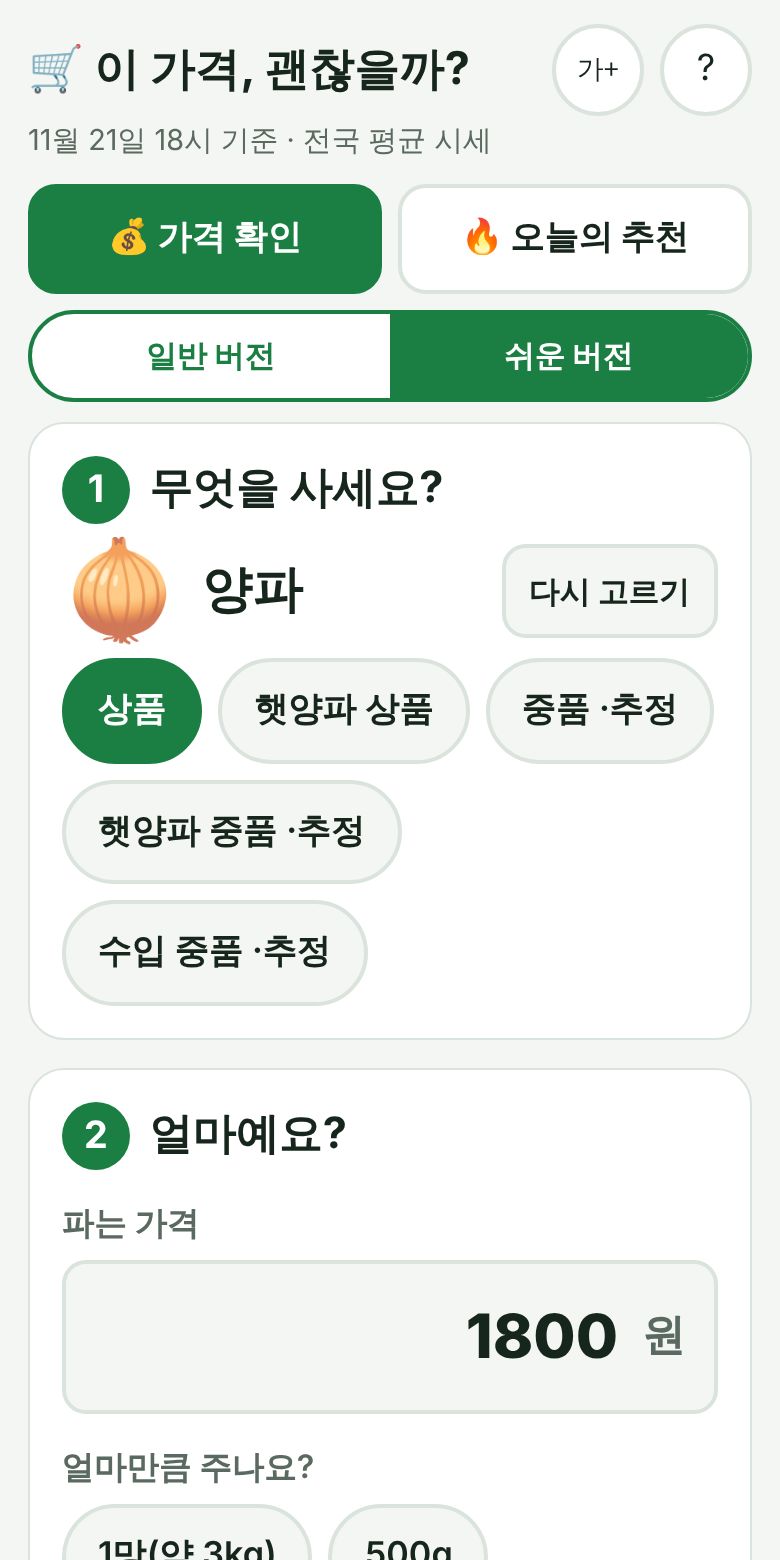 이 가격, 괜찮을까?
가+
?
11월 21일 18시 기준 · 전국 평균 시세
가격 확인
오늘의 추천
일반 버전
쉬운 버전
1 무엇을 사세요?
양파
다시 고르기
상품
햇양파 상품
중품 ·추정
햇양파 중품 ·추정
수입 중품 ·추정
2 얼마예요?
파는 가격
1800 원
얼마만큼 주나요?
1망(약 3kg)
500g